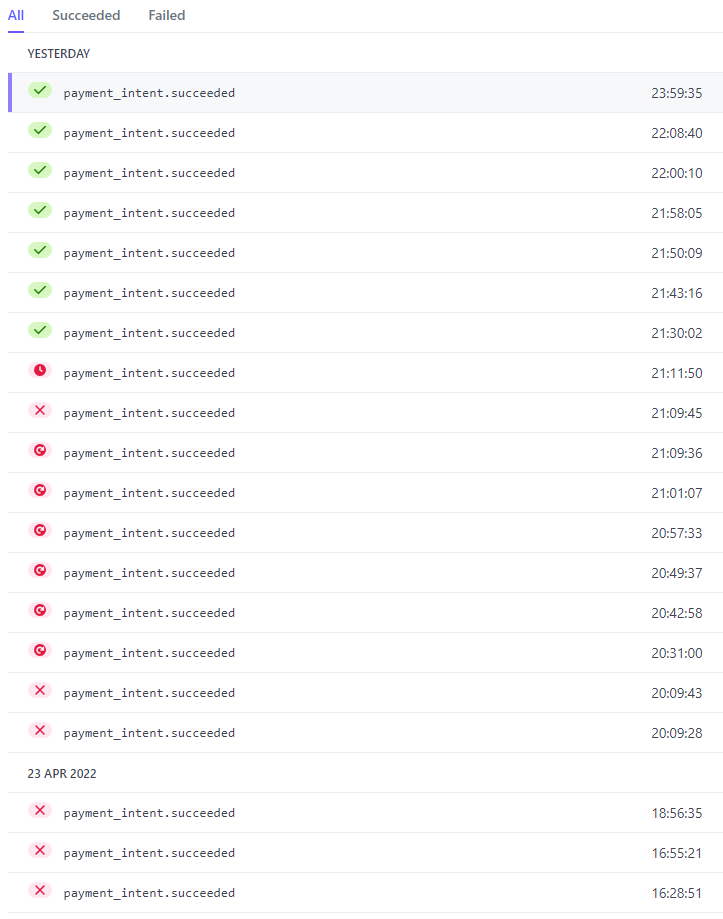 All Succeeded Failed
YESTERDAY
payment_intent.succeeded 23:59:35
payment_intent.succeeded 22:08:40
payment_intent.succeeded 22:00:10
payment_intent.succeeded 21:58:05
payment_intent.succeeded 21:50:09
payment_intent.succeeded 21:43:16
payment_intent.succeeded 21:30:02
payment_intent.succeeded 21:11:50
payment_intent.succeeded 21:09:45
payment_intent.succeeded 21:09:36
payment_intent.succeeded 21:01:07
payment_intent.succeeded 20:57:33
payment_intent.succeeded 20:49:37
payment_intent.succeeded 20:42:58
payment_intent.succeeded 20:31:00
payment_intent.succeeded 20:09:43
payment_intent.succeeded 20:09:28
23 APR 2022
payment_intent.succeeded 18:56:35
payment_intent.succeeded 16:55:21
payment_intent.succeeded 16:28:51